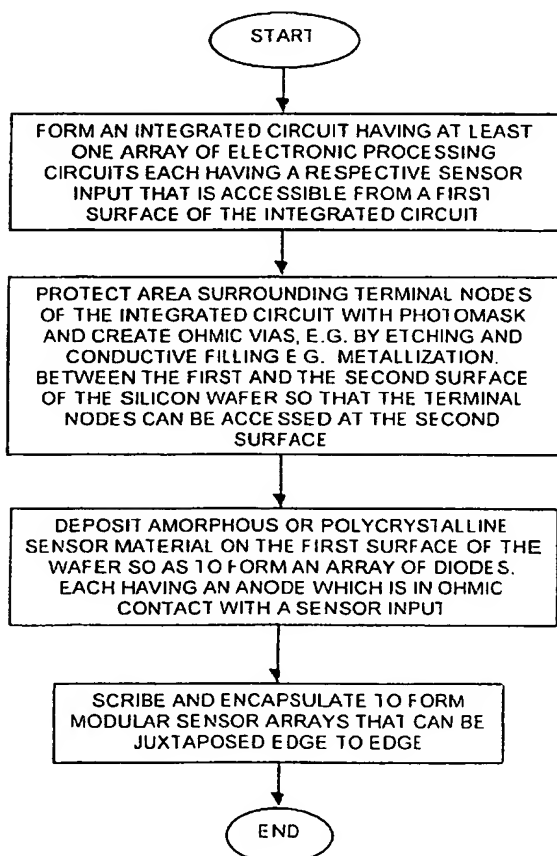 START
FORM AN INTEGRATED CIRCUIT HAVING AT LEAST
ONE ARRAY OF ELECTRONIC PROCESSING
CIRCUITS EACH HAVING A RESPECTIVE SENSOR
INPUT THAT IS ACCESSIBLE FROM A FIRST
SURFACE OF THE INTEGRATED CIRCUIT
PROTECT AREA SURROUNDING TERMINAL NODES
OF THE INTEGRATED CIRCUIT WITH PHOTOMASK
AND CREATE OHMIC VIAS, E.G. BY ETCHING AND
CONDUCTIVE FILLING E G. METALLIZATION.
BETWEEN THE FIRST AND THE SECOND SURFACE
OF THE SILICON WAFER SO THAT THE TERMINAL
NODES CAN BE ACCESSED AT THE SECOND
SURFACE
DEPOSIT AMORPHOUS OR POLYCRYSTALLINE
SENSOR MATERIAL ON THE FIRST SURFACE OF THE
WAFER SO AS TO FORM AN ARRAY OF DIODES.
EACH HAVING AN ANODE WHICH IS IN OHMIC
CONTACT WITH A SENSOR INPUT
SCRIBE AND ENCAPSULATE TO FORM
MODULAR SENSOR ARRAYS THAT CAN BE
JUXTAPOSED EDGE TO EDGE
END